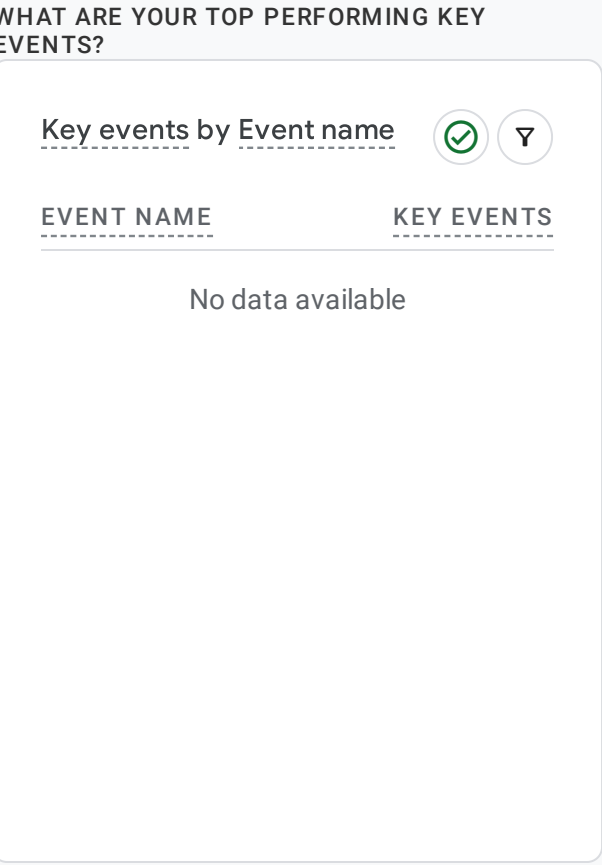 WHAT ARE YOUR TOP PERFORMING KEY
EVENTS?
Key events by Event name
EVENT NAME KEY EVENTS
No data available